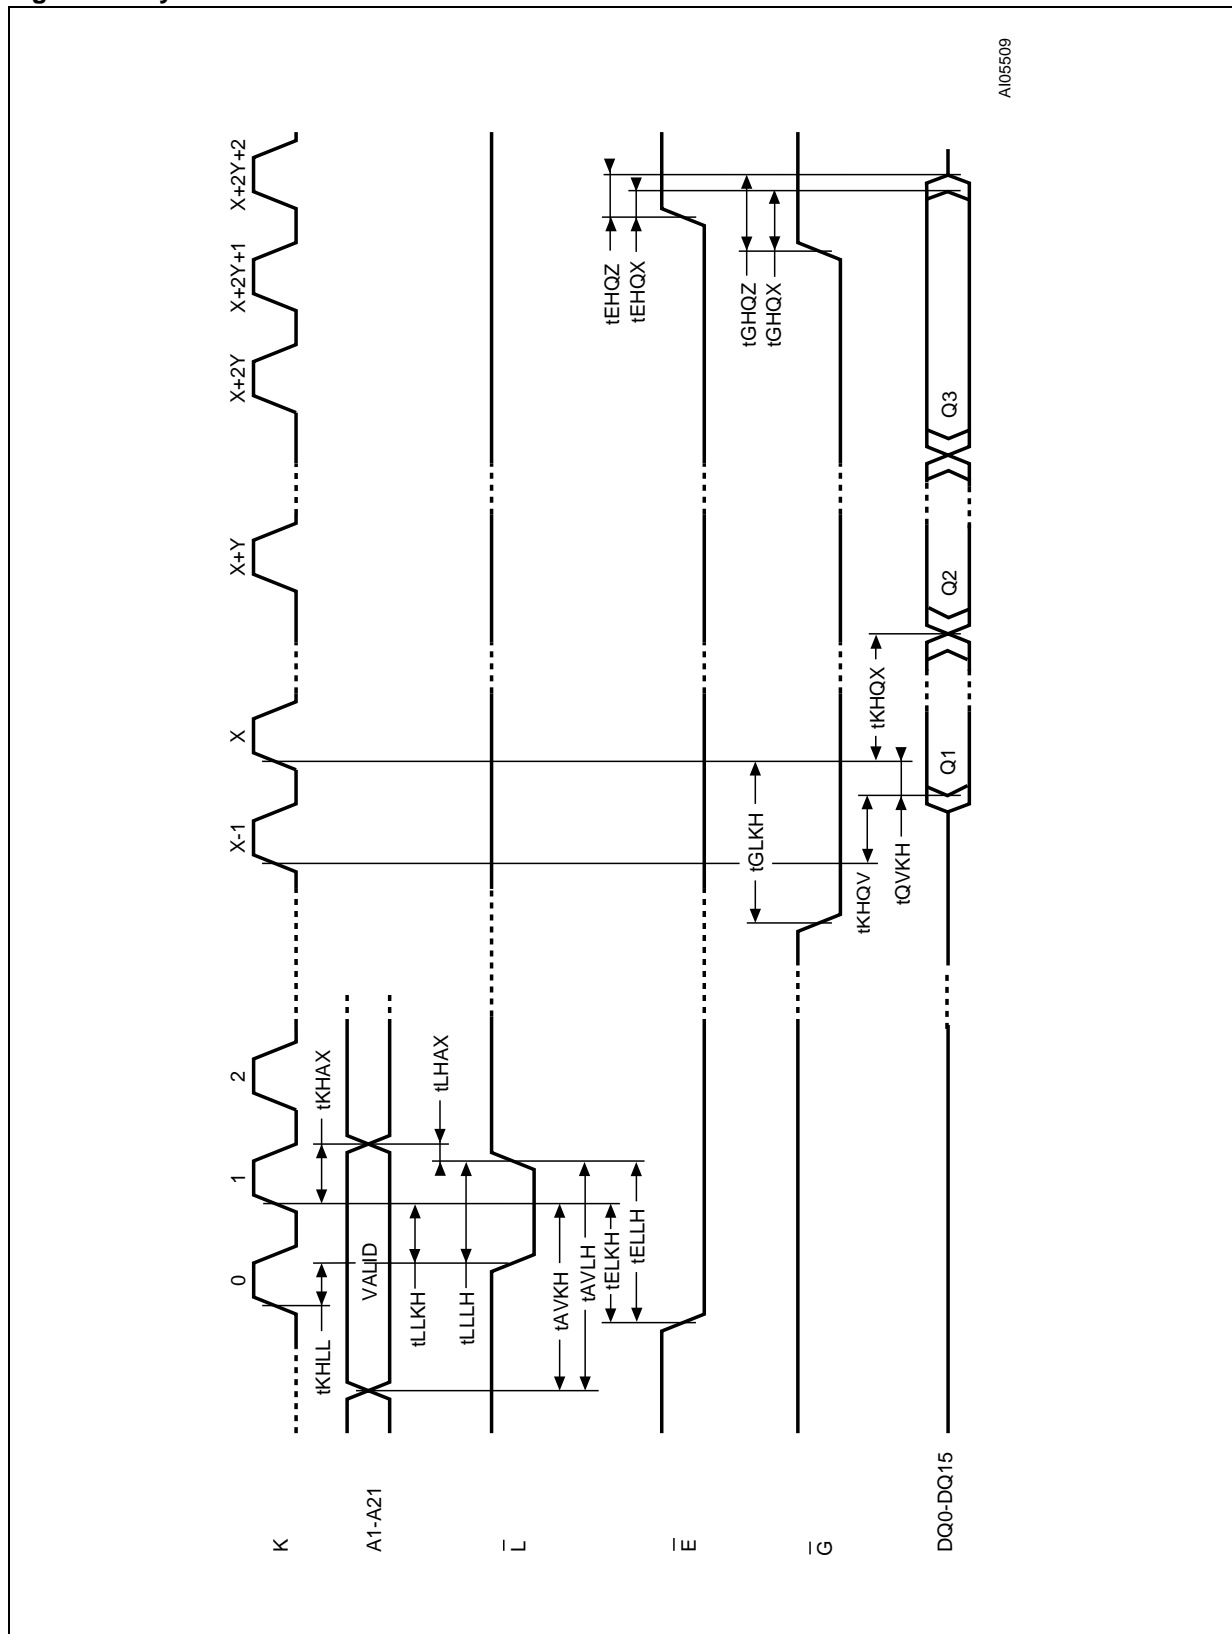 K
0
1
2
X-1
X
X+Y
X+2Y
X+2Y+1
X+2Y+2
tKHLL
tKHAX
A1-A21
VALID
tLLKH
tLHAX
tLLLH
L
tAVKH
tAVLH
tELKH
tELLH
E
tEHQZ
tEHQX
tGLKH
tGHQZ
tGHQX
G
tKHQV
tKHQX
tQVKH
DQ0-DQ15
Q1
Q2
Q3
AI05509